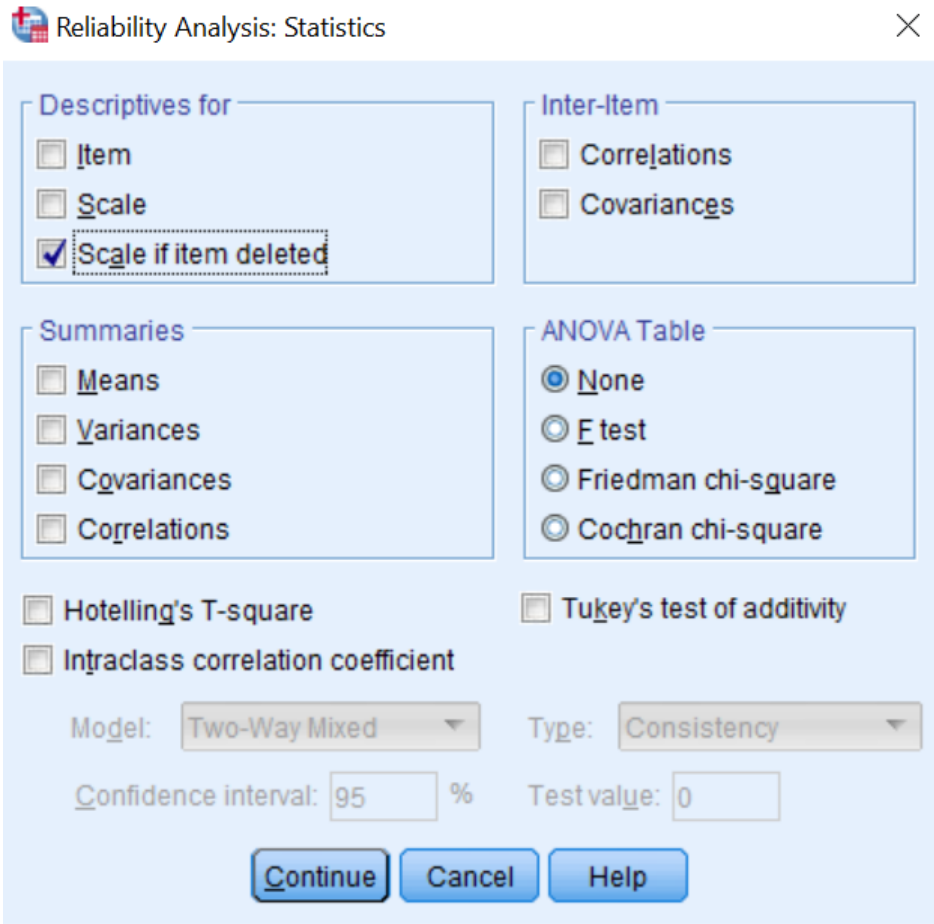 Reliability Analysis: Statistics
Descriptives for
Item
Scale
Scale if item deleted
Inter-Item
Correlations
Covariances
Summaries
Means
Variances
Covariances
Correlations
ANOVA Table
None
F test
Friedman chi-square
Cochran chi-square
Hotelling's T-square
Tukey's test of additivity
Intraclass correlation coefficient
Model: Two-Way Mixed Type: Consistency
Confidence interval: 95 % Test value: 0
Continue Cancel Help